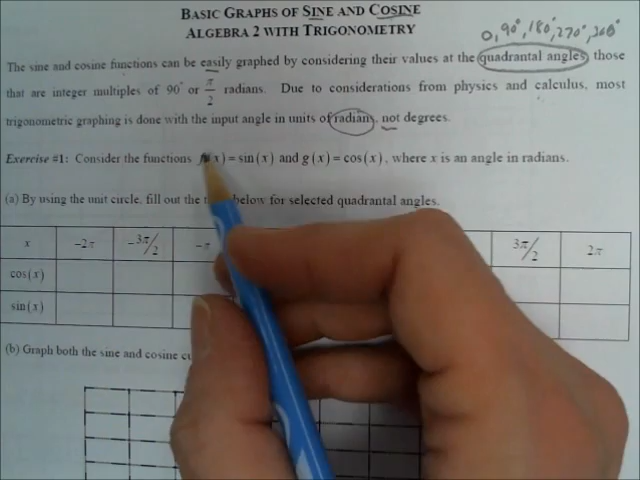 BASIC GRAPHS OF SINE AND COSINE
ALGEBRA 2 WITH TRIGONOMETRY
0, 90°, 180°, 270°, 360°
The sine and cosine functions can be easily graphed by considering their values at the quadrantal angles, those
that are integer multiples of 90° or π/2 radians. Due to considerations from physics and calculus, most
trigonometric graphing is done with the input angle in units of radians, not degrees.
Exercise #1: Consider the functions f(x) = sin(x) and g(x) = cos(x), where x is an angle in radians.
(a) By using the unit circle, fill out the below for selected quadrantal angles.
x -2π -3π/2 -π 3π/2 2π
cos(x)
sin(x)
(b) Graph both the sine and cosine